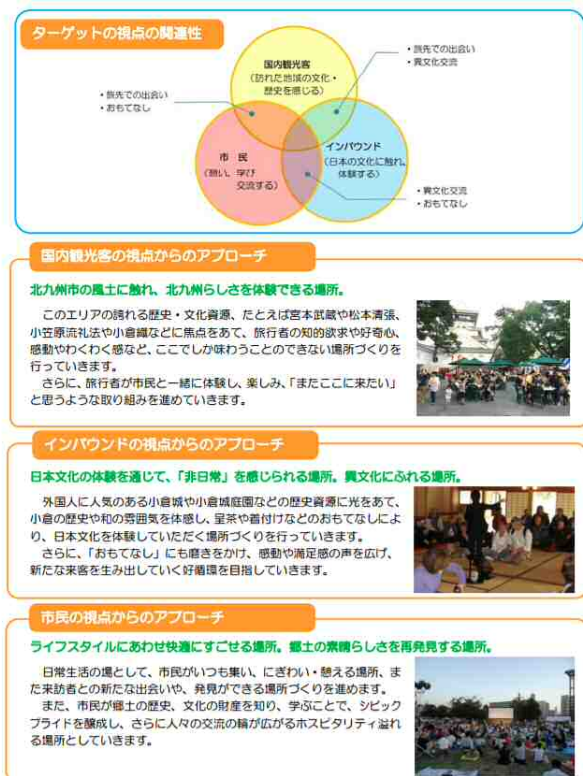 ターゲットの視点の関連性
国内観光客
(訪れた地域の文化・
歴史を感じる)
・旅先での出会い
・異文化交流
・旅先での出会い
・おもてなし
市 民
(憩い、学び
交流する)
インバウンド
(日本の文化に触れ、
体験する)
・異文化交流
・おもてなし
国内観光客の視点からのアプローチ
北九州市の風土に触れ、北九州らしさを体験できる場所。
このエリアの誇れる歴史・文化資源、たとえば宮本武蔵や松本清張、
小笠原流礼法や小倉織などに焦点をあて、旅行者の知的欲求や好奇心、
感動やわくわく感など、ここでしか味わうことのできない場所づくりを
行っていきます。
さらに、旅行者が市民と一緒に体験し、楽しみ、「またここに来たい」
と思うような取り組みを進めていきます。
インバウンドの視点からのアプローチ
日本文化の体験を通じて、「非日常」を感じられる場所。異文化にふれる場所。
外国人に人気のある小倉城や小倉城庭園などの歴史資源に光をあて、
小倉の歴史や和の雰囲気を体感し、呈茶や着付けなどのおもてなしによ
り、日本文化を体験していただく場所づくりを行っていきます。
さらに、「おもてなし」にも磨きをかけ、感動や満足感の声を広げ、
新たな来客を生み出していく好循環を目指していきます。
市民の視点からのアプローチ
ライフスタイルにあわせ快適にすごせる場所。郷土の素晴らしさを再発見する場所。
日常生活の場として、市民がいつも集い、にぎわい・憩える場所、ま
た来訪者との新たな出会いや、発見ができる場所づくりを進めます。
また、市民が郷土の歴史、文化の財産を知り、学ぶことで、シビック
プライドを醸成し、さらに人々の交流の輪が広がるホスピタリティ溢れ
る場所としていきます。